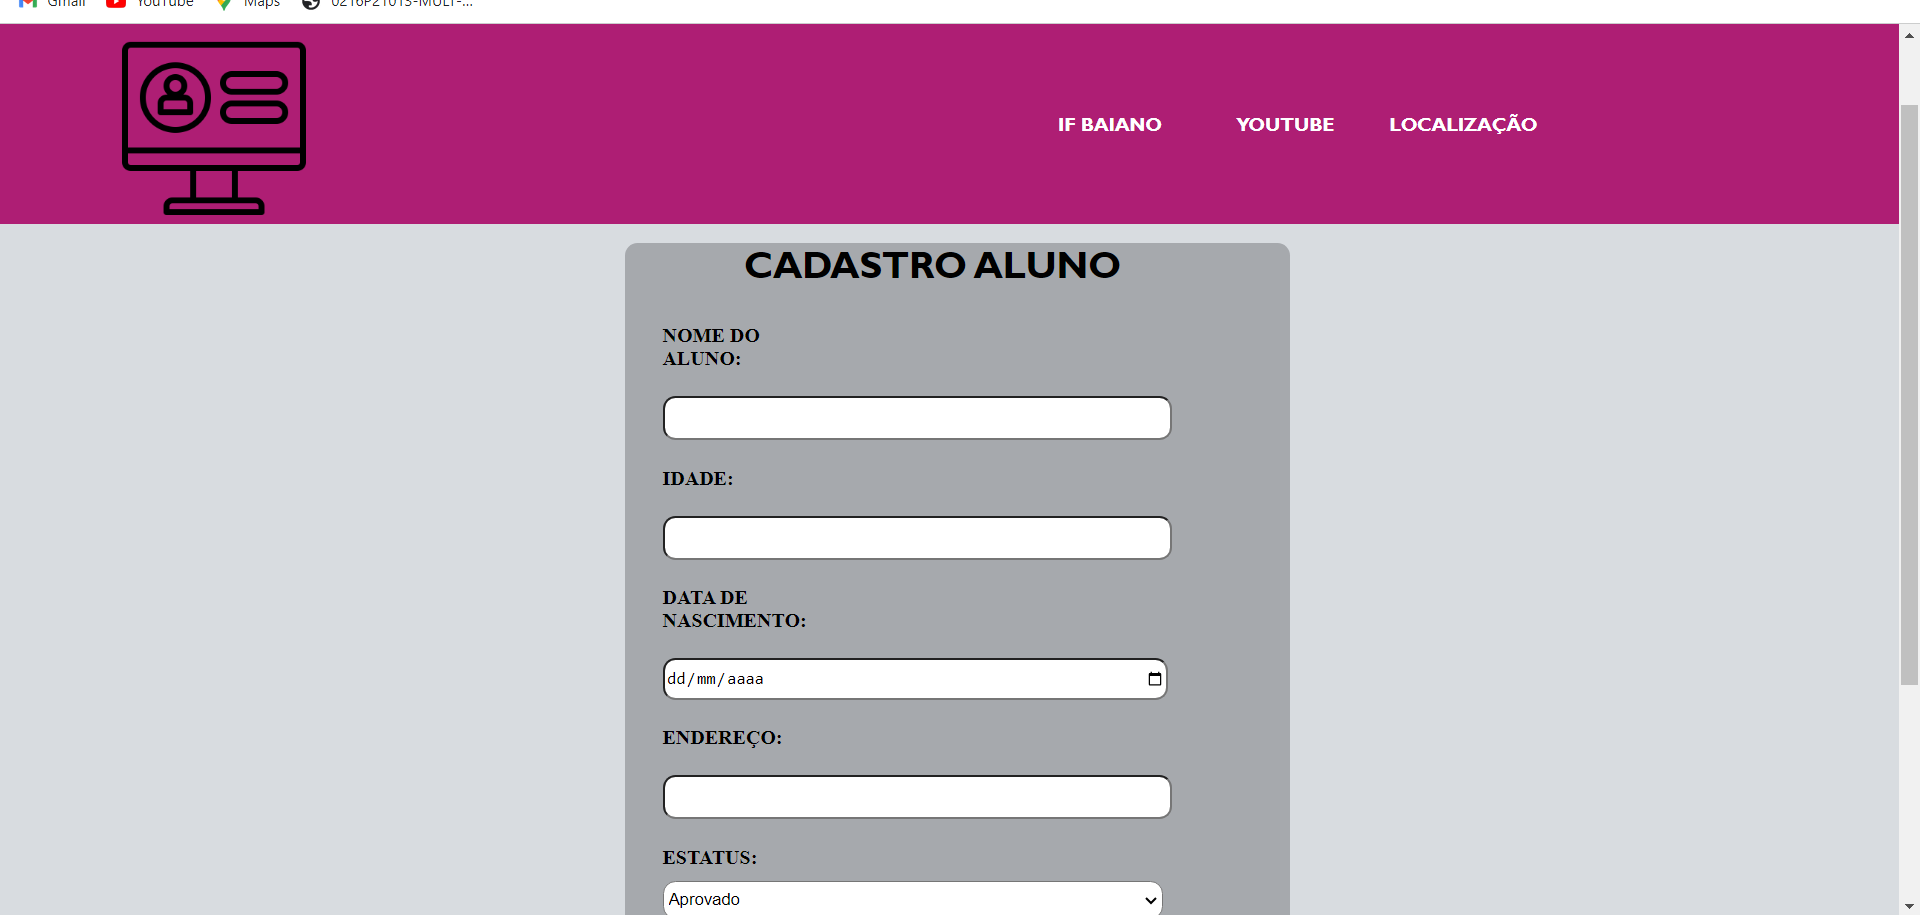 Gmail YouTube Maps 0216P21013-MULT-...
IF BAIANO YOUTUBE LOCALIZAÇÃO
CADASTRO ALUNO
NOME DO
ALUNO:
IDADE:
DATA DE
NASCIMENTO:
dd/mm/aaaa
ENDEREÇO:
ESTATUS:
Aprovado